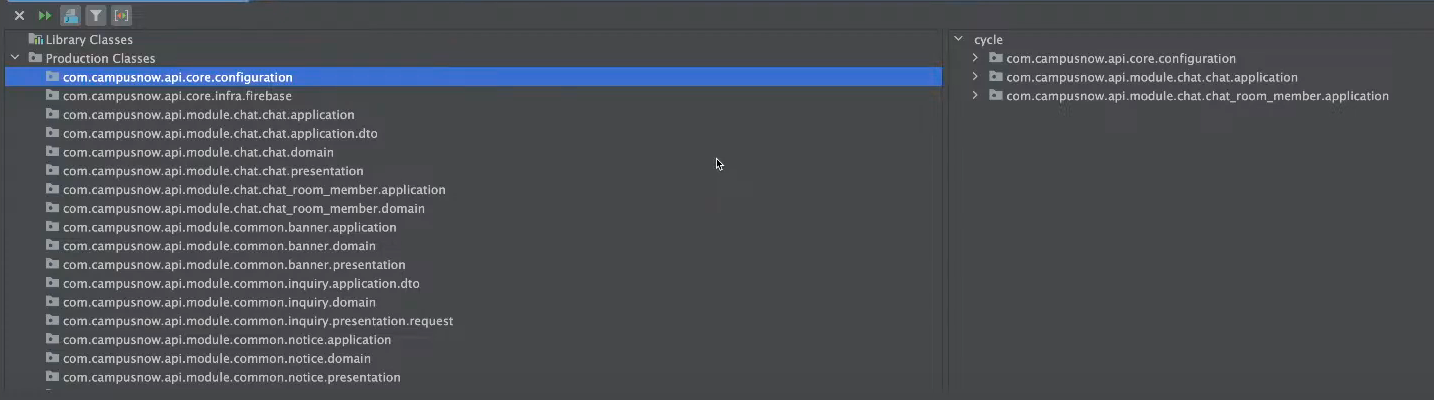 Library Classes
Production Classes
com.campusnow.api.core.configuration
com.campusnow.api.core.infra.firebase
com.campusnow.api.module.chat.chat.application
com.campusnow.api.module.chat.chat.application.dto
com.campusnow.api.module.chat.chat.domain
com.campusnow.api.module.chat.chat.presentation
com.campusnow.api.module.chat.chat_room_member.application
com.campusnow.api.module.chat.chat_room_member.domain
com.campusnow.api.module.common.banner.application
com.campusnow.api.module.common.banner.domain
com.campusnow.api.module.common.banner.presentation
com.campusnow.api.module.common.inquiry.application.dto
com.campusnow.api.module.common.inquiry.domain
com.campusnow.api.module.common.inquiry.presentation.request
com.campusnow.api.module.common.notice.application
com.campusnow.api.module.common.notice.domain
com.campusnow.api.module.common.notice.presentation
cycle
com.campusnow.api.core.configuration
com.campusnow.api.module.chat.chat.application
com.campusnow.api.module.chat.chat_room_member.application